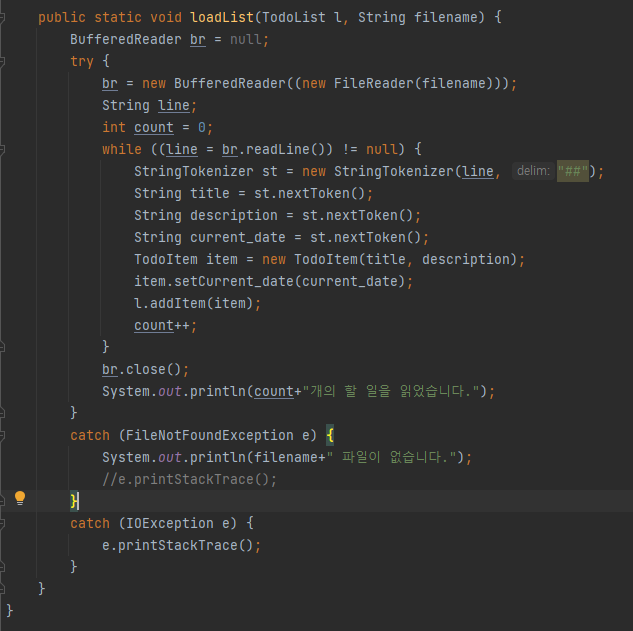 public static void loadList(TodoList l, String filename) {
    BufferedReader br = null;
    try {
        br = new BufferedReader((new FileReader(filename)));
        String line;
        int count = 0;
        while ((line = br.readLine()) != null) {
            StringTokenizer st = new StringTokenizer(line, delim: "##");
            String title = st.nextToken();
            String description = st.nextToken();
            String current_date = st.nextToken();
            TodoItem item = new TodoItem(title, description);
            item.setCurrent_date(current_date);
            l.addItem(item);
            count++;
        }
        br.close();
        System.out.println(count+"개의 할 일을 읽었습니다.");
    }
    catch (FileNotFoundException e) {
        System.out.println(filename+" 파일이 없습니다.");
        //e.printStackTrace();
    }
    catch (IOException e) {
        e.printStackTrace();
    }
}
}